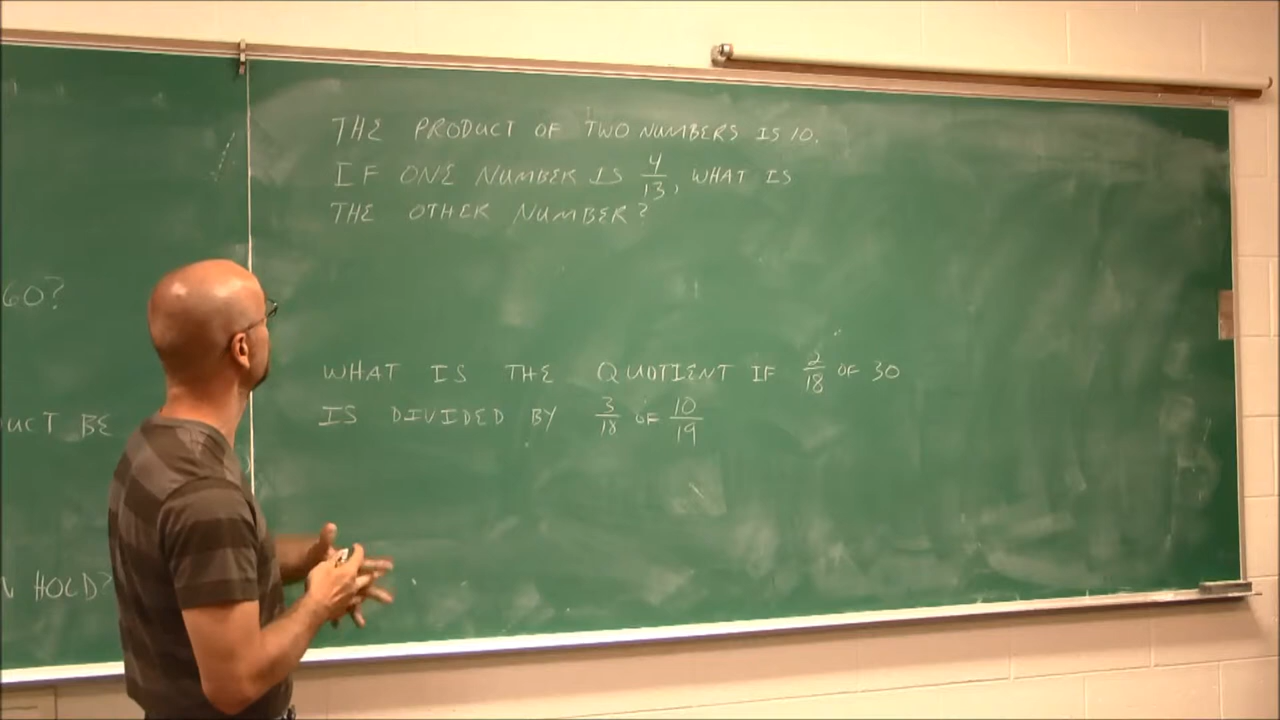 THE PRODUCT OF TWO NUMBERS IS 10.
IF ONE NUMBER IS 4/13, WHAT IS
THE OTHER NUMBER?
WHAT IS THE QUOTIENT IF 2/18 OF 30
IS DIVIDED BY 3/18 OF 10/19
60?
UCT BE
N HOLD?